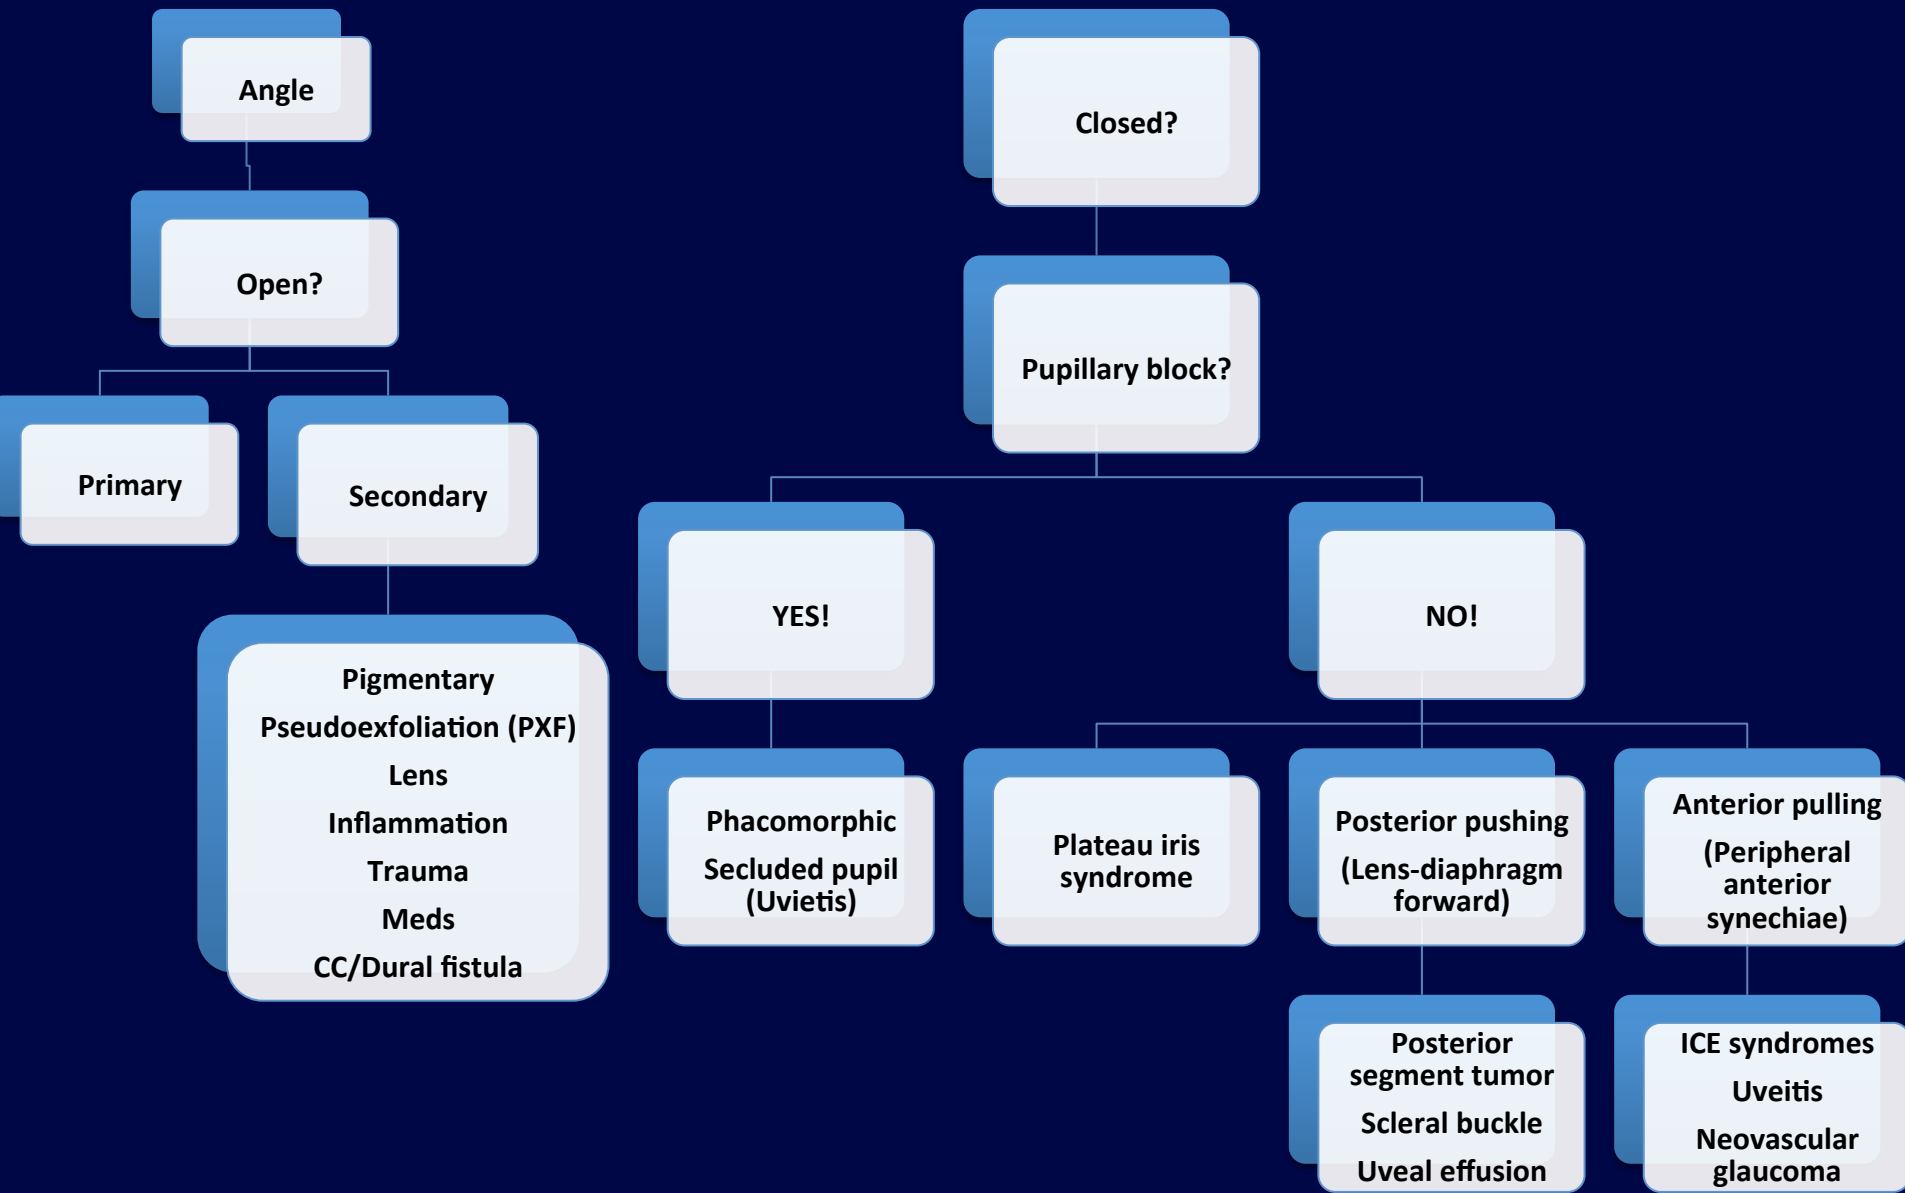 Angle
Open?
Primary
Secondary
Pigmentary
Pseudoexfoliation (PXF)
Lens
Inflammation
Trauma
Meds
CC/Dural fistula
Closed?
Pupillary block?
YES!
Phacomorphic
Secluded pupil
(Uvietis)
NO!
Plateau iris
syndrome
Posterior pushing
(Lens-diaphragm
forward)
Posterior
segment tumor
Scleral buckle
Uveal effusion
Anterior pulling
(Peripheral
anterior
synechiae)
ICE syndromes
Uveitis
Neovascular
glaucoma